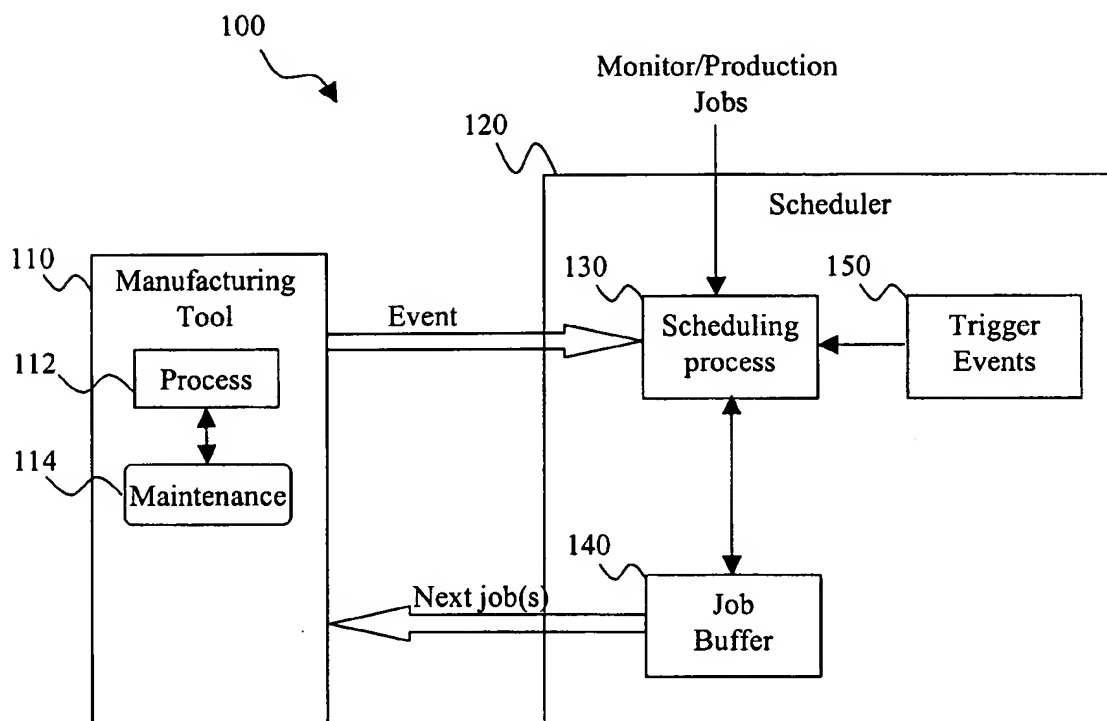 100
Monitor/Production
Jobs
120
Scheduler
110
Manufacturing
Tool
130
150
Event
Scheduling
process
Trigger
Events
112
Process
114
Maintenance
140
Next job(s)
Job
Buffer